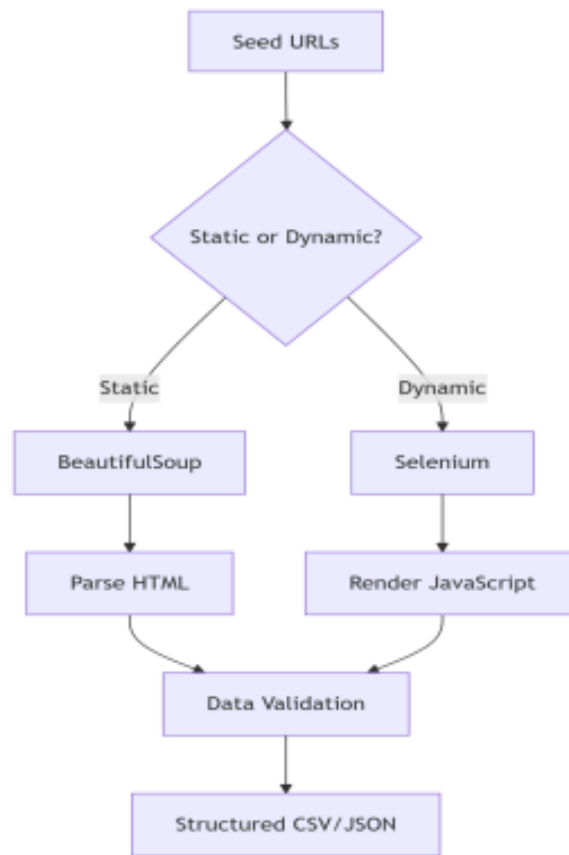 Seed URLs
Static or Dynamic?
Static
Dynamic
BeautifulSoup
Selenium
Parse HTML
Render JavaScript
Data Validation
Structured CSV/JSON